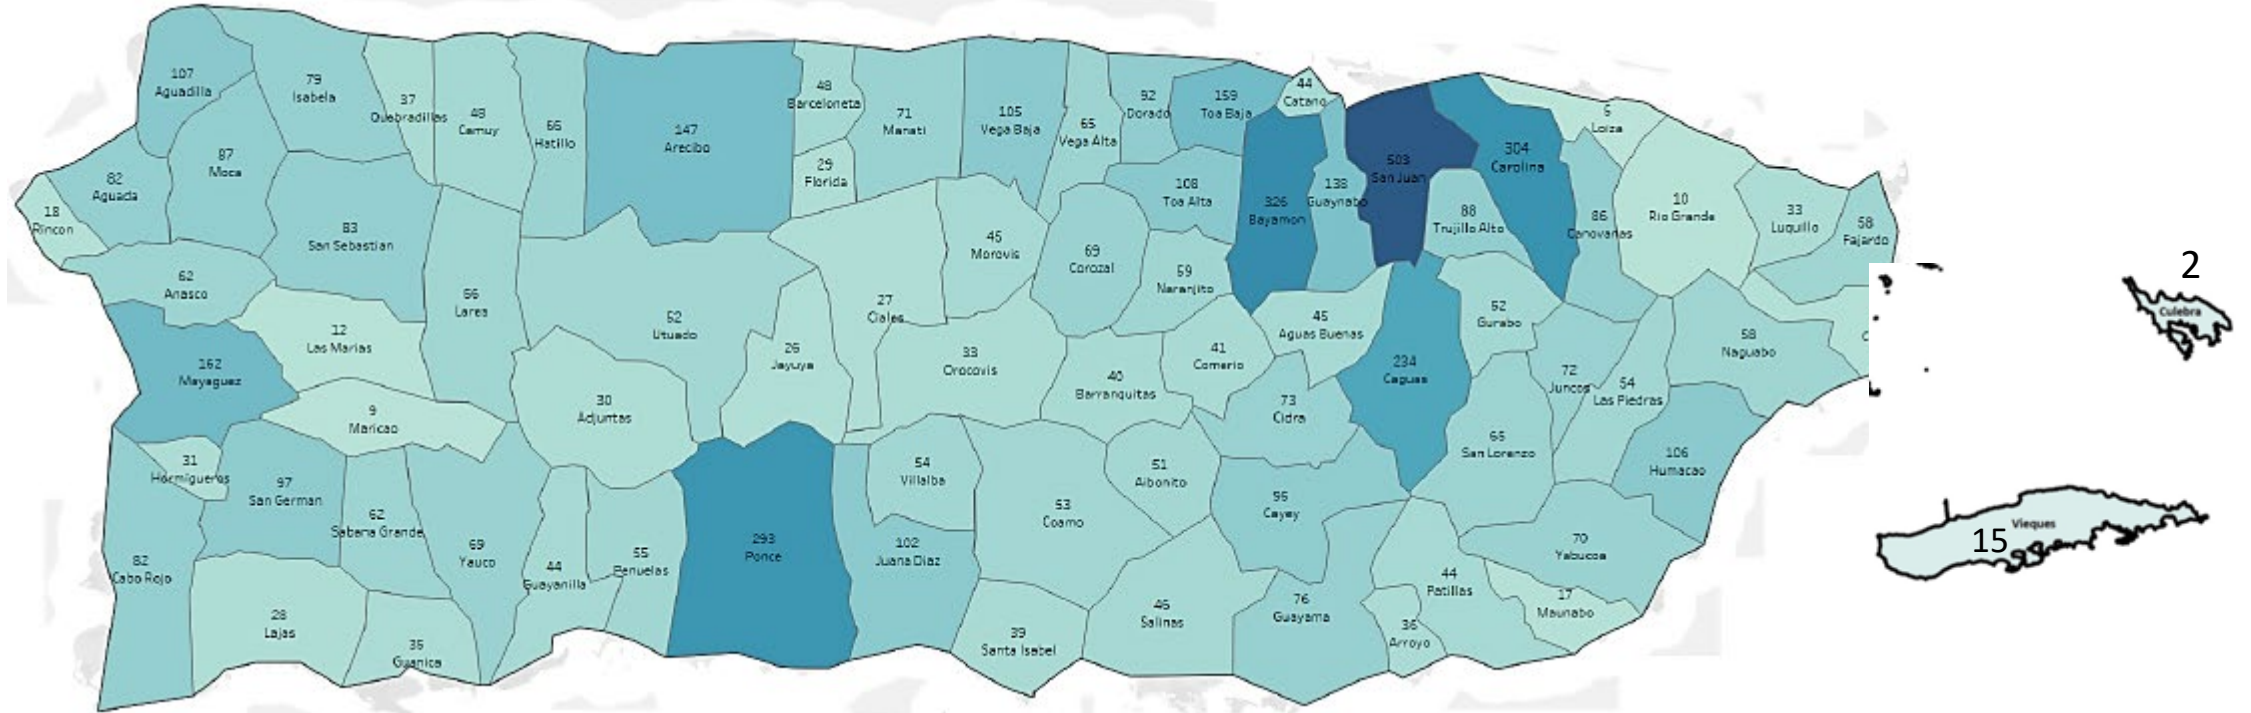 107
Aguadilla
79
Isabela
37
Quebradillas
48
Camuy
66
Hatillo
147
Arecibo
48
Barceloneta
29
Florida
71
Manati
105
Vega Baja
65
Vega Alta
92
Dorado
159
Toa Baja
44
Catano
108
Toa Alta
326
Bayamon
138
Guaynabo
503
San Juan
304
Carolina
88
Trujillo Alto
Loiza
86
Canovanas
10
Rio Grande
33
Luquillo
58
Fajardo
2
Culebra
18
Rincon
82
Aguada
87
Moca
83
San Sebastian
62
Anasco
66
Lares
52
Utuado
27
Ciales
45
Morovis
69
Corozal
59
Naranjito
12
Las Marias
162
Mayaguez
9
Maricao
30
Adjuntas
26
Jayuya
33
Orocovis
40
Barranquitas
41
Comerio
45
Aguas Buenas
234
Caguas
52
Gurabo
72
Juncos
54
Las Piedras
58
Naguabo
C
73
Cidra
31
Hormigueros
97
San German
62
Sabana Grande
69
Yauco
44
Guayanilla
55
Penuelas
293
Ponce
54
Villalba
102
Juana Diaz
53
Coamo
51
Aibonito
95
Cayey
65
San Lorenzo
106
Humacao
70
Yabucoa
82
Cabo Rojo
28
Lajas
35
Guanica
39
Santa Isabel
46
Salinas
76
Guayama
36
Arroyo
44
Patillas
17
Maunabo
Vieques
15